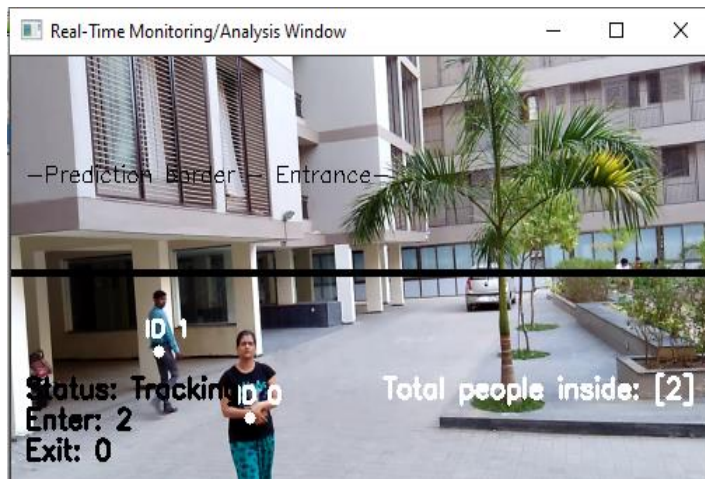 Real-Time Monitoring/Analysis Window
-Prediction Border - Entrance-
ID 1
Status: Tracking
ID 0
Total people inside: [2]
Enter: 2
Exit: 0